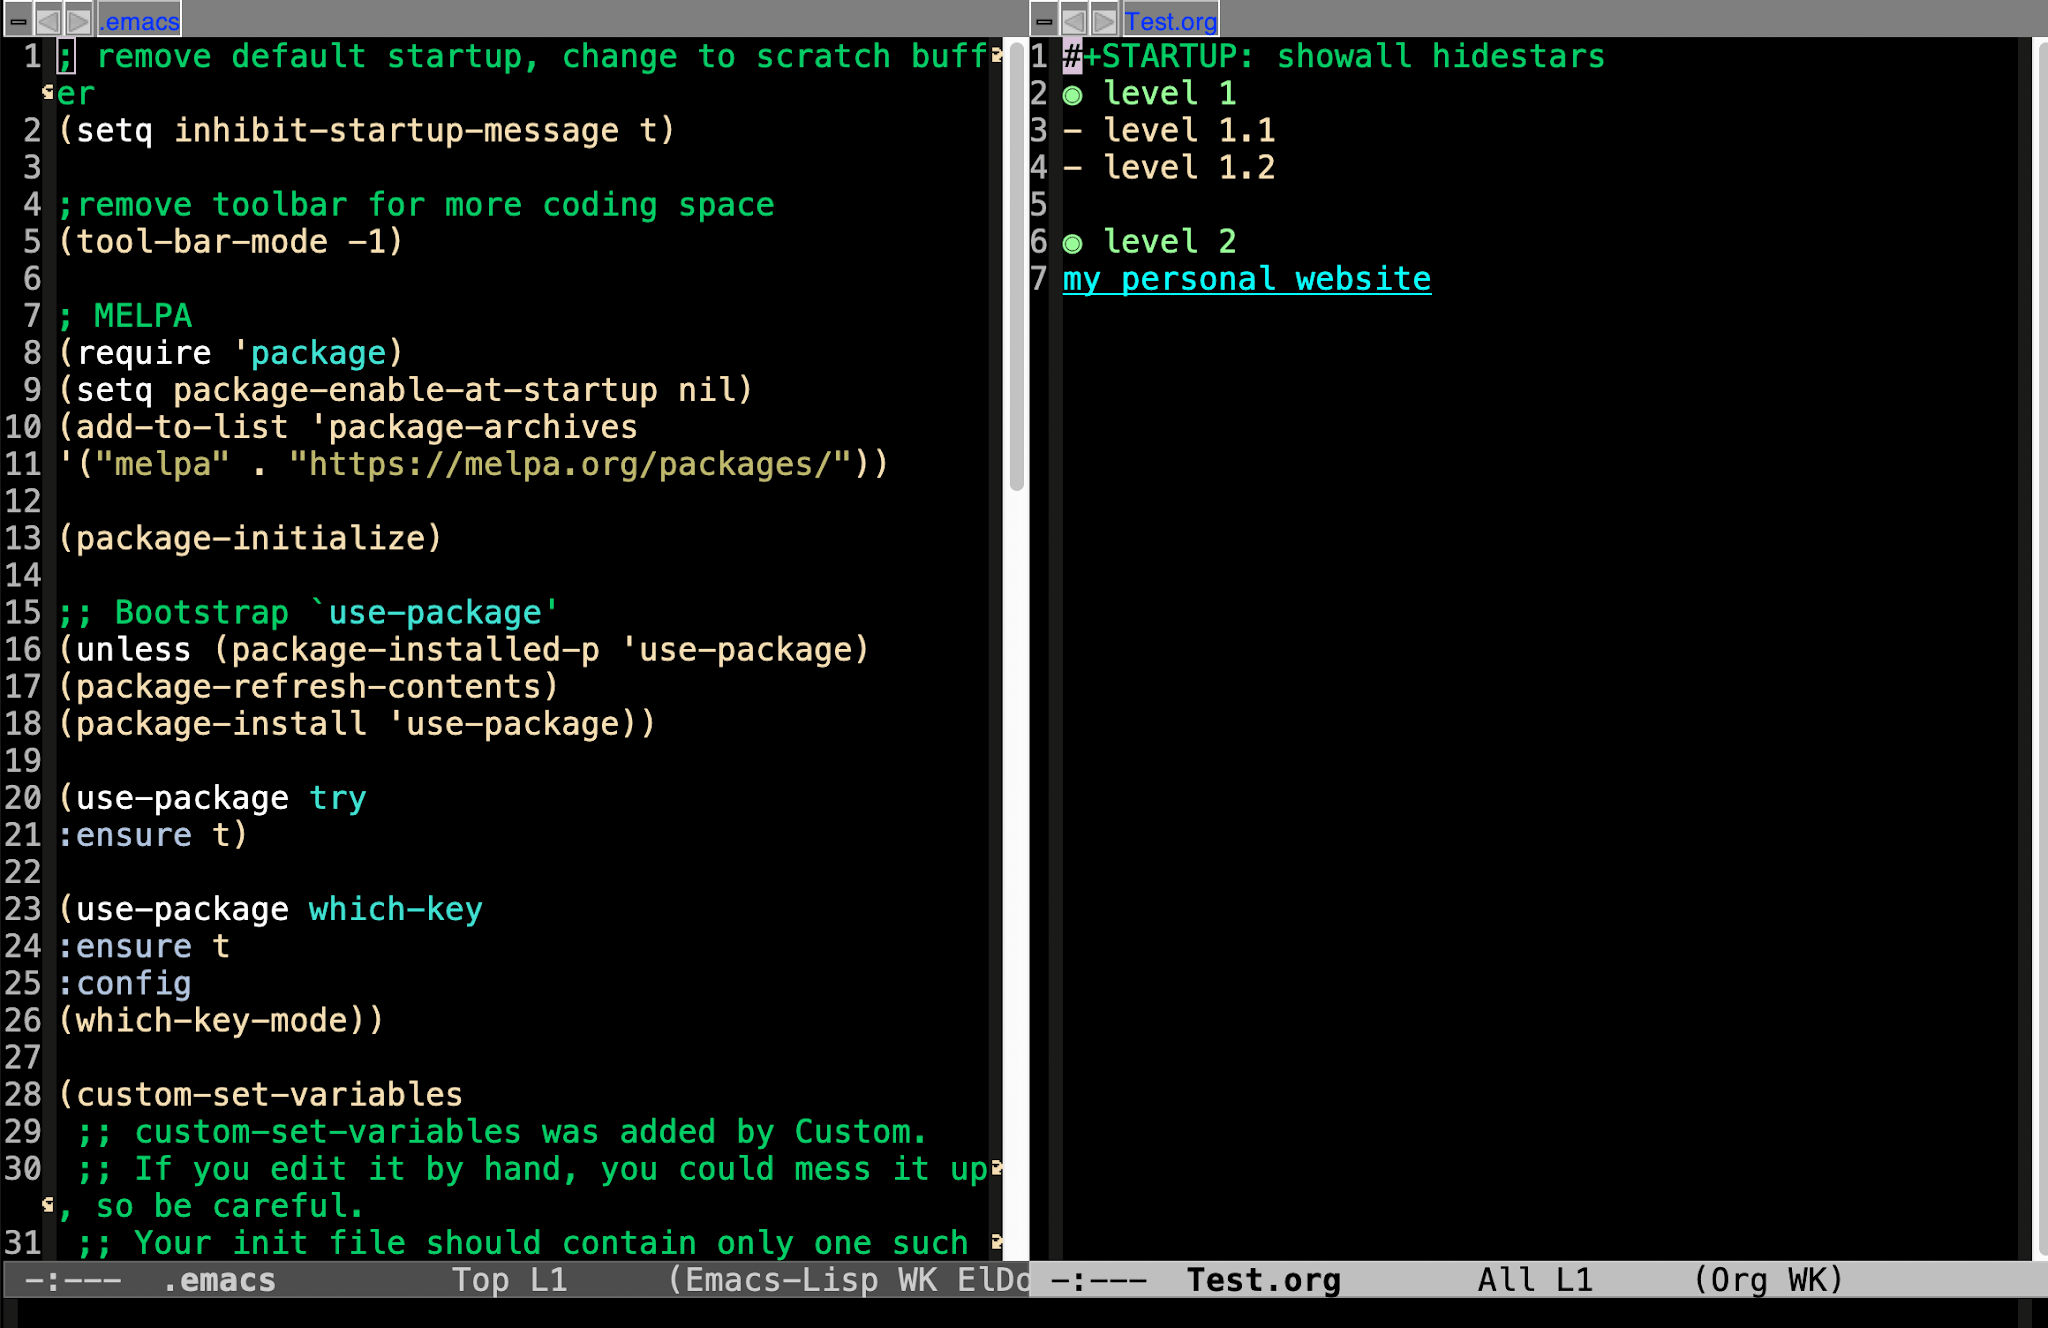 .emacs
1 ; remove default startup, change to scratch buff
er
2 (setq inhibit-startup-message t)
3
4 ;remove toolbar for more coding space
5 (tool-bar-mode -1)
6
7 ; MELPA
8 (require 'package)
9 (setq package-enable-at-startup nil)
10 (add-to-list 'package-archives
11 '("melpa" . "https://melpa.org/packages/"))
12
13 (package-initialize)
14
15 ;; Bootstrap `use-package'
16 (unless (package-installed-p 'use-package)
17 (package-refresh-contents)
18 (package-install 'use-package))
19
20 (use-package try
21 :ensure t)
22
23 (use-package which-key
24 :ensure t
25 :config
26 (which-key-mode))
27
28 (custom-set-variables
29 ;; custom-set-variables was added by Custom.
30 ;; If you edit it by hand, you could mess it up
, so be careful.
31 ;; Your init file should contain only one such
-:--- .emacs Top L1 (Emacs-Lisp WK ElDo
Test.org
1 #+STARTUP: showall hidestars
2 ◉ level 1
3 - level 1.1
4 - level 1.2
5
6 ◉ level 2
7 my personal website
-:--- Test.org All L1 (Org WK)